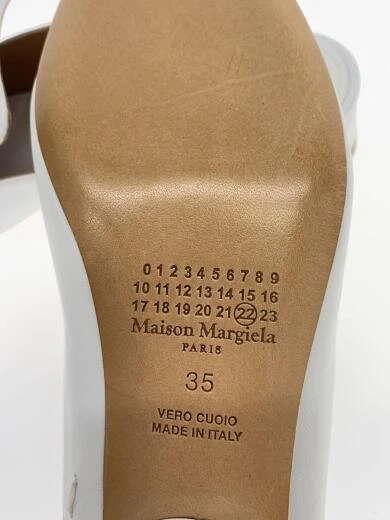 0 1 2 3 4 5 6 7 8 9
10 11 12 13 14 15 16
17 18 19 20 21 22 23
Maison Margiela
PARIS
35
VERO CUOIO
MADE IN ITALY